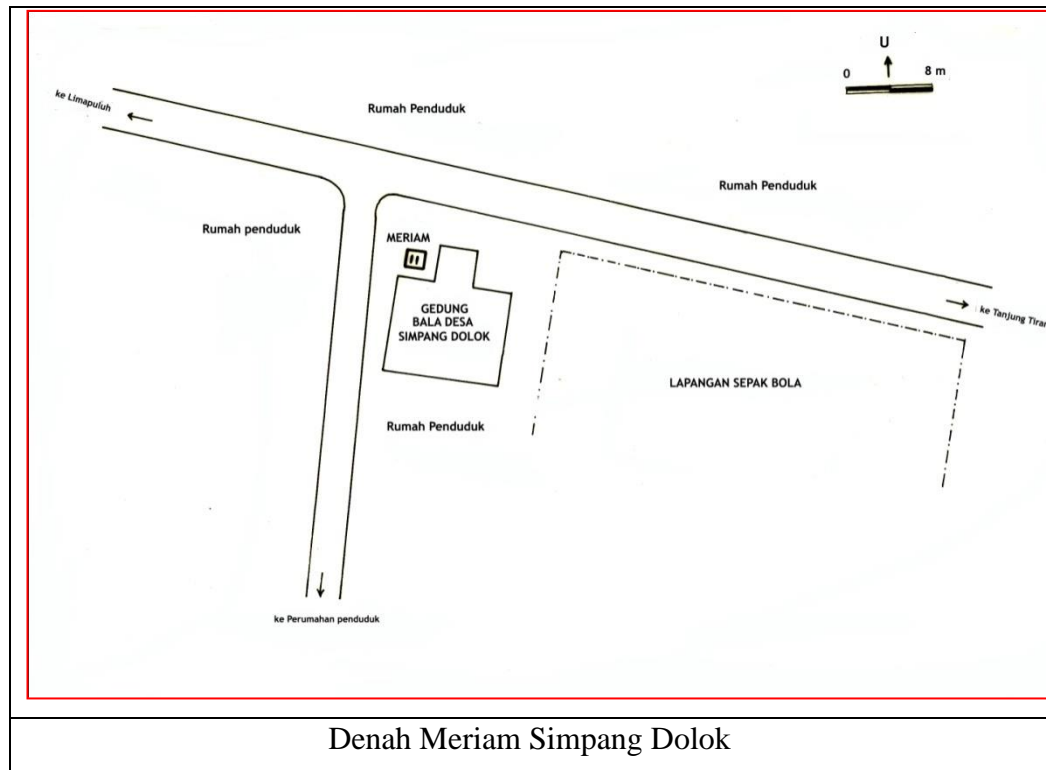 U
0 8 m
ke Limapuluh
Rumah Penduduk
Rumah Penduduk
Rumah penduduk
MERIAM
GEDUNG
BALA DESA
SIMPANG DOLOK
ke Tanjung Tiram
LAPANGAN SEPAK BOLA
Rumah Penduduk
ke Perumahan penduduk
Denah Meriam Simpang Dolok